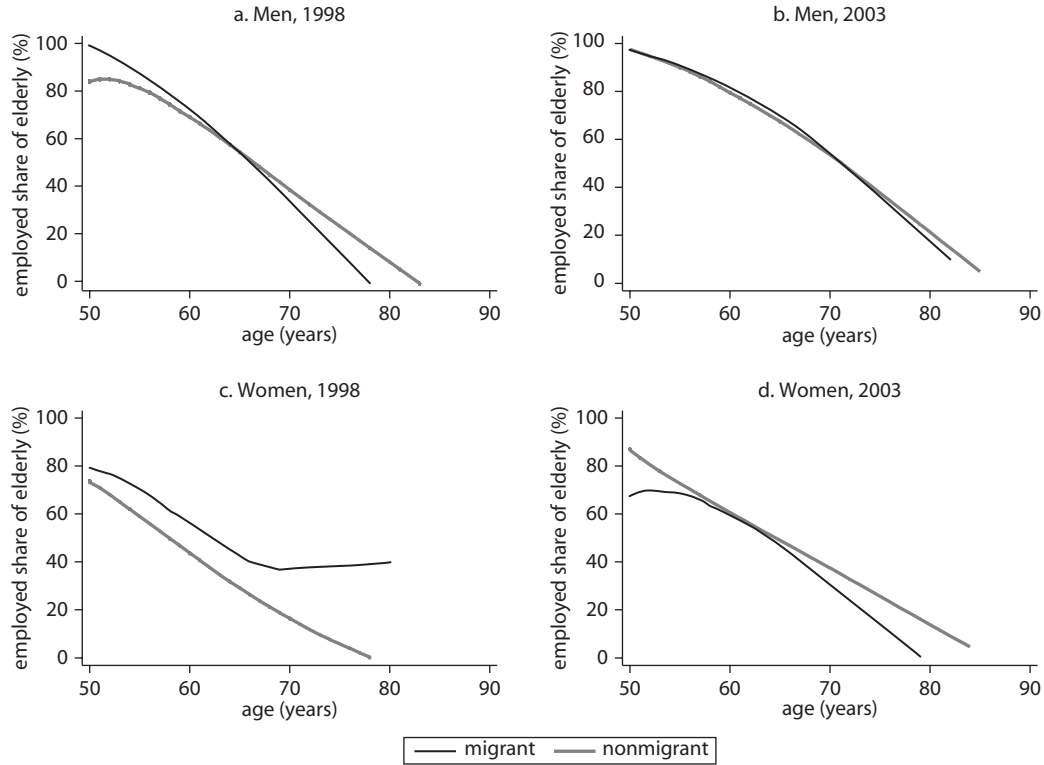 a. Men, 1998
employed share of elderly (%)
100
80
60
40
20
0
50 60 70 80 90
age (years)
b. Men, 2003
employed share of elderly (%)
100
80
60
40
20
0
50 60 70 80 90
age (years)
c. Women, 1998
employed share of elderly (%)
100
80
60
40
20
0
50 60 70 80 90
age (years)
d. Women, 2003
employed share of elderly (%)
100
80
60
40
20
0
50 60 70 80 90
age (years)
migrant nonmigrant